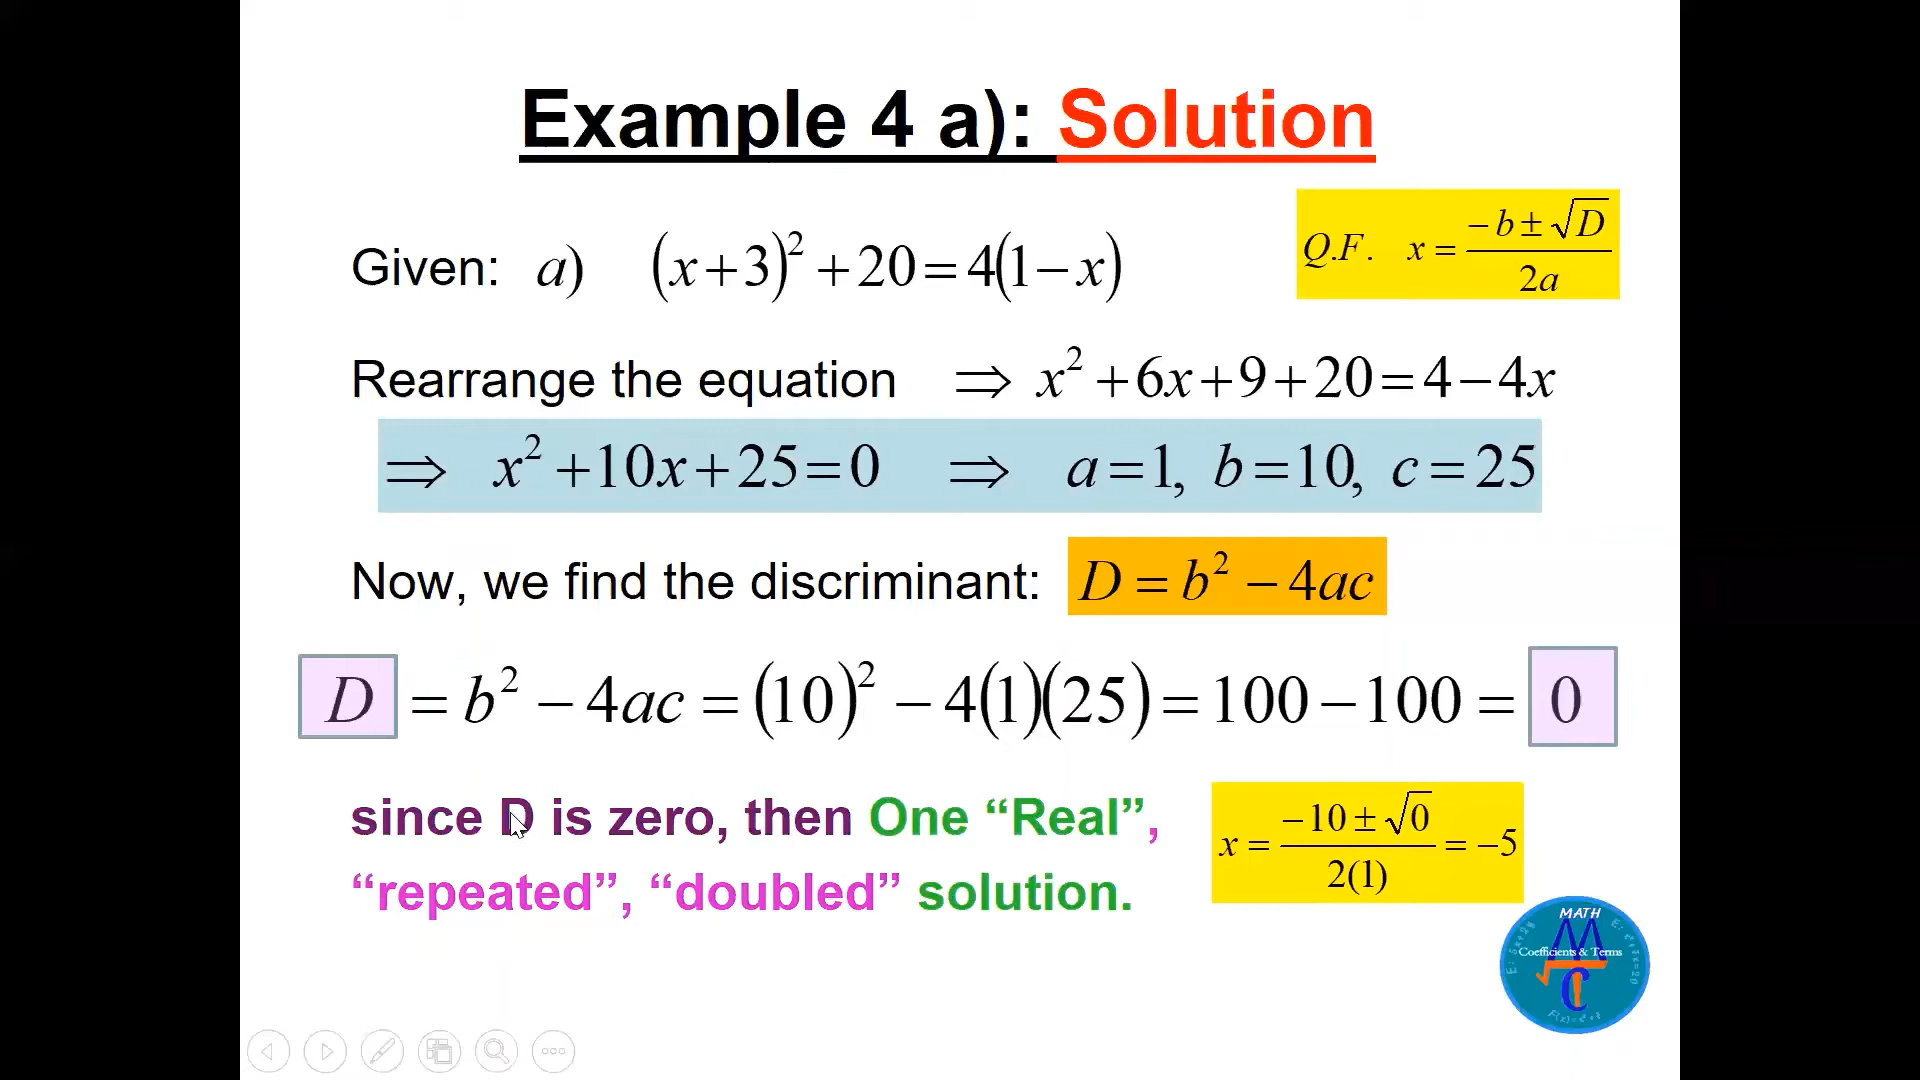 Example 4 a): Solution
Given: a) (x+3)² +20=4(1−x)
Q.F. x = (−b ± √D) / 2a
Rearrange the equation ⇒ x² +6x+9+20=4−4x
⇒ x² +10x+25=0 ⇒ a=1, b=10, c=25
Now, we find the discriminant: D = b² − 4ac
D = b² − 4ac = (10)² − 4(1)(25) = 100 − 100 = 0
since D is zero, then One “Real”,
“repeated”, “doubled” solution.
x = (−10 ± √0) / 2(1) = −5
MATH
Coefficients & Terms